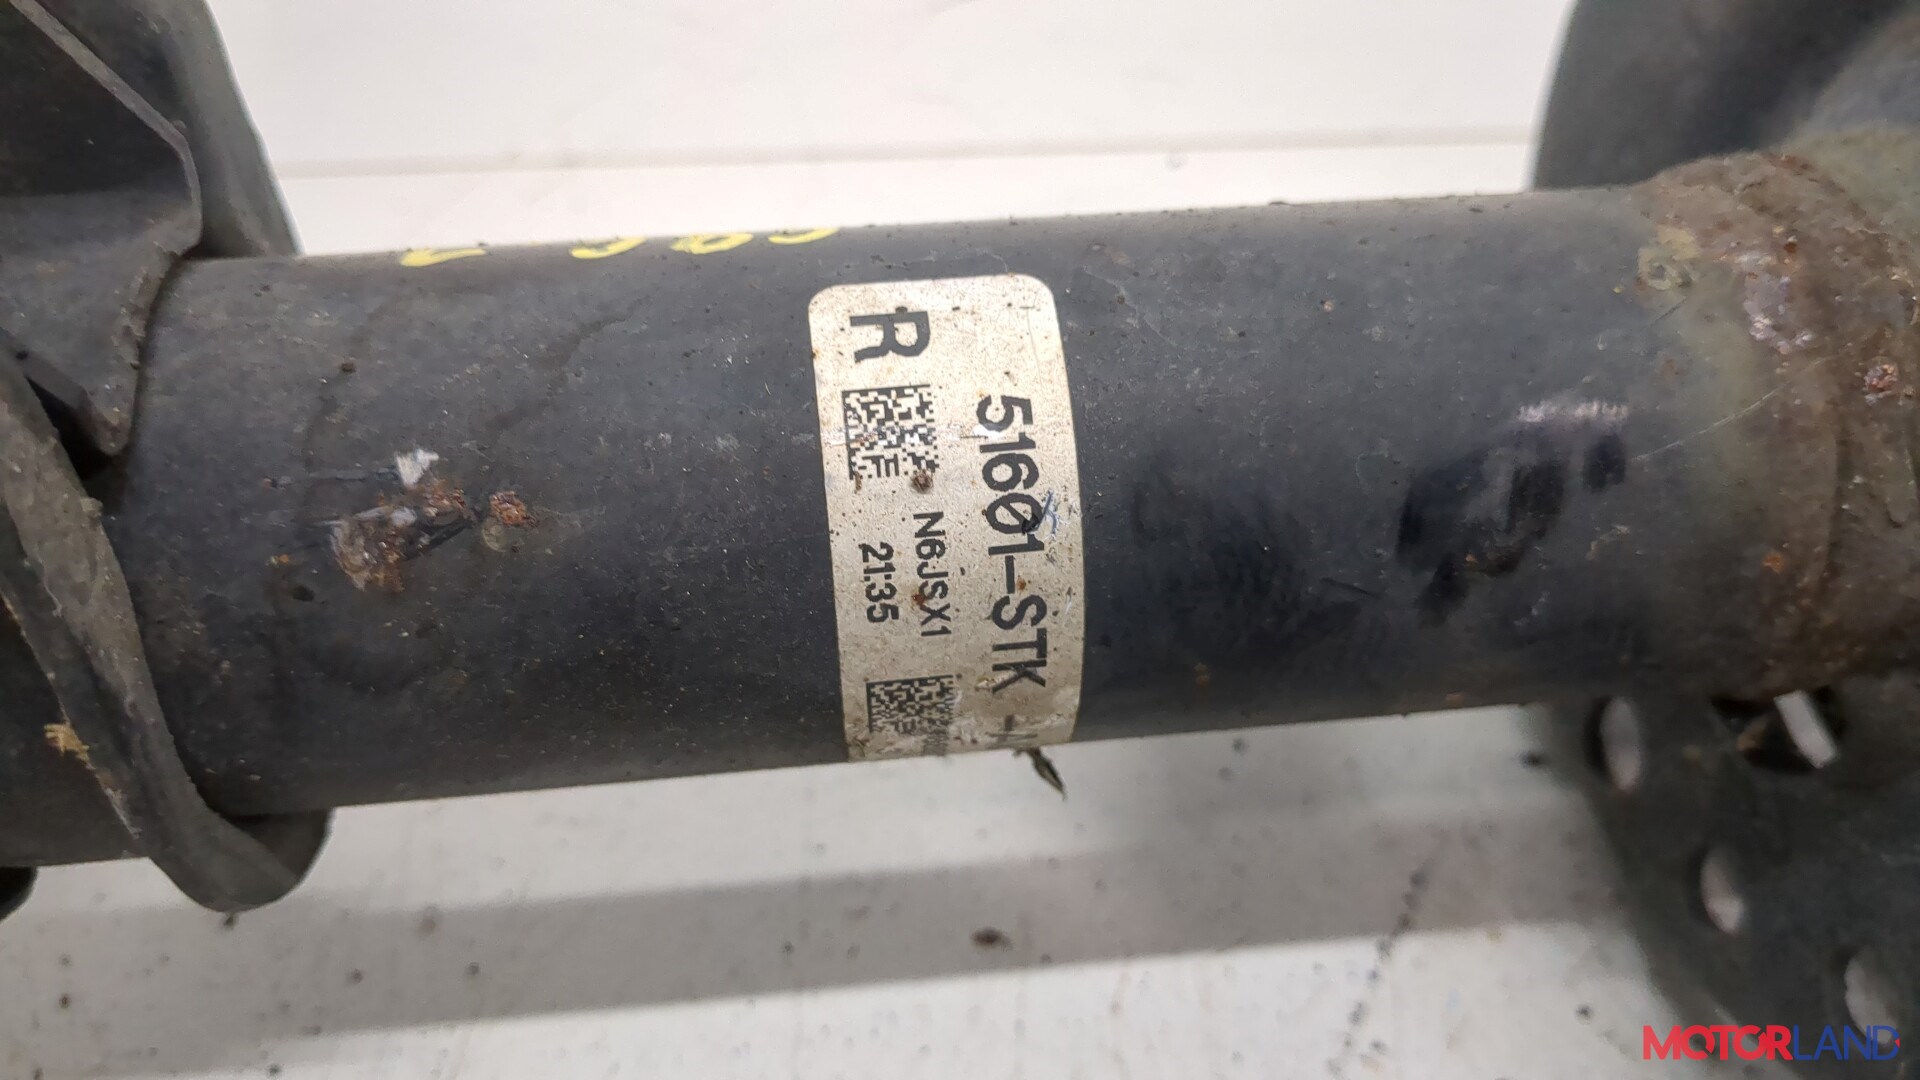 R
51601-STK
N6JSX1
21:35
MOTORLAND